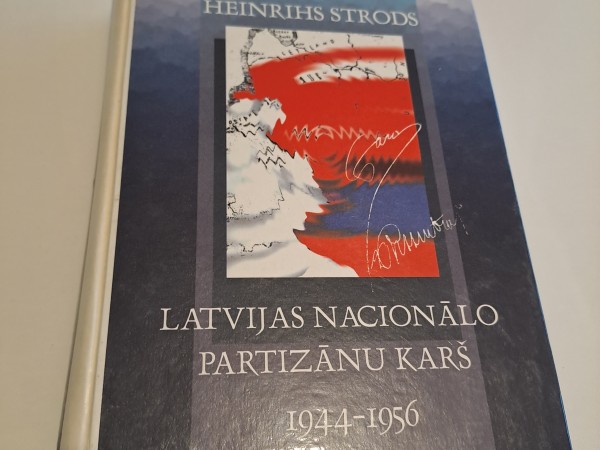 HEINRIHS STRODS
LATVIJAS NACIONĀLO
PARTIZĀNU KARŠ
1944-1956